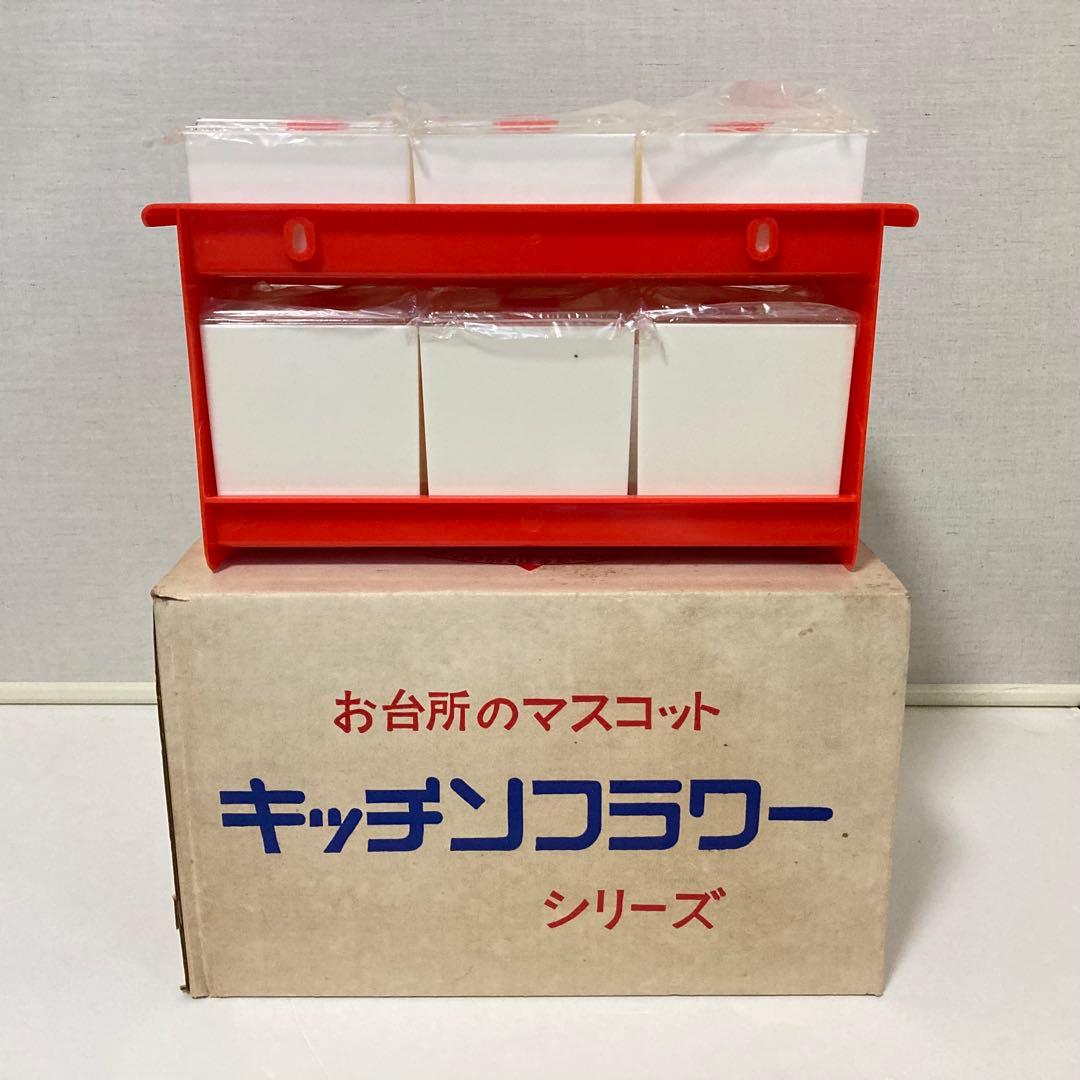 お台所のマスコット
キッチンフラワー
シリーズ